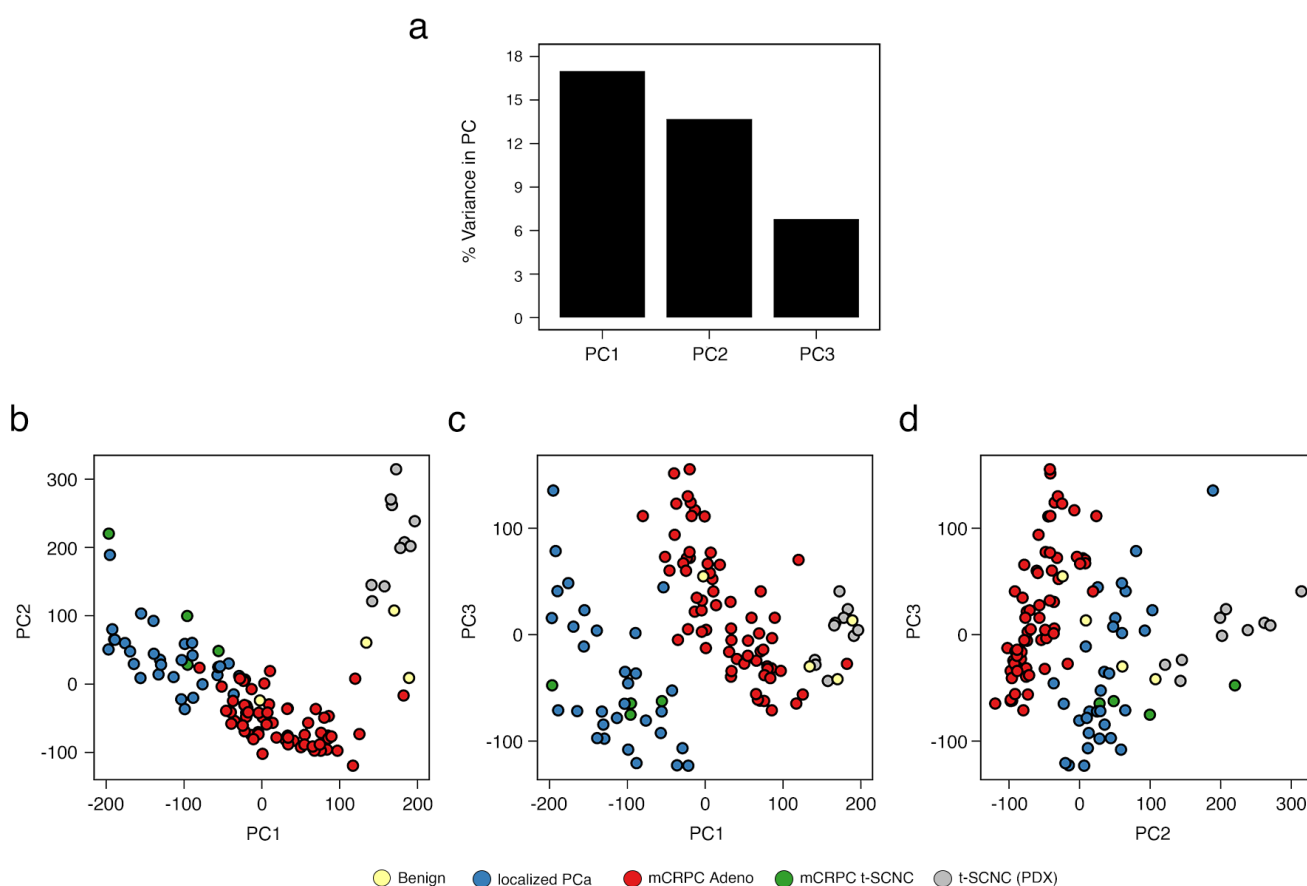 a
% Variance in PC
18
15
12
9
6
3
0
PC1 PC2 PC3
b
PC2
300
200
100
0
-100
-200 -100 0 100 200
PC1
c
PC3
100
0
-100
-200 -100 0 100 200
PC1
d
PC3
100
0
-100
-100 0 100 200 300
PC2
Benign localized PCa mCRPC Adeno mCRPC t-SCNC t-SCNC (PDX)